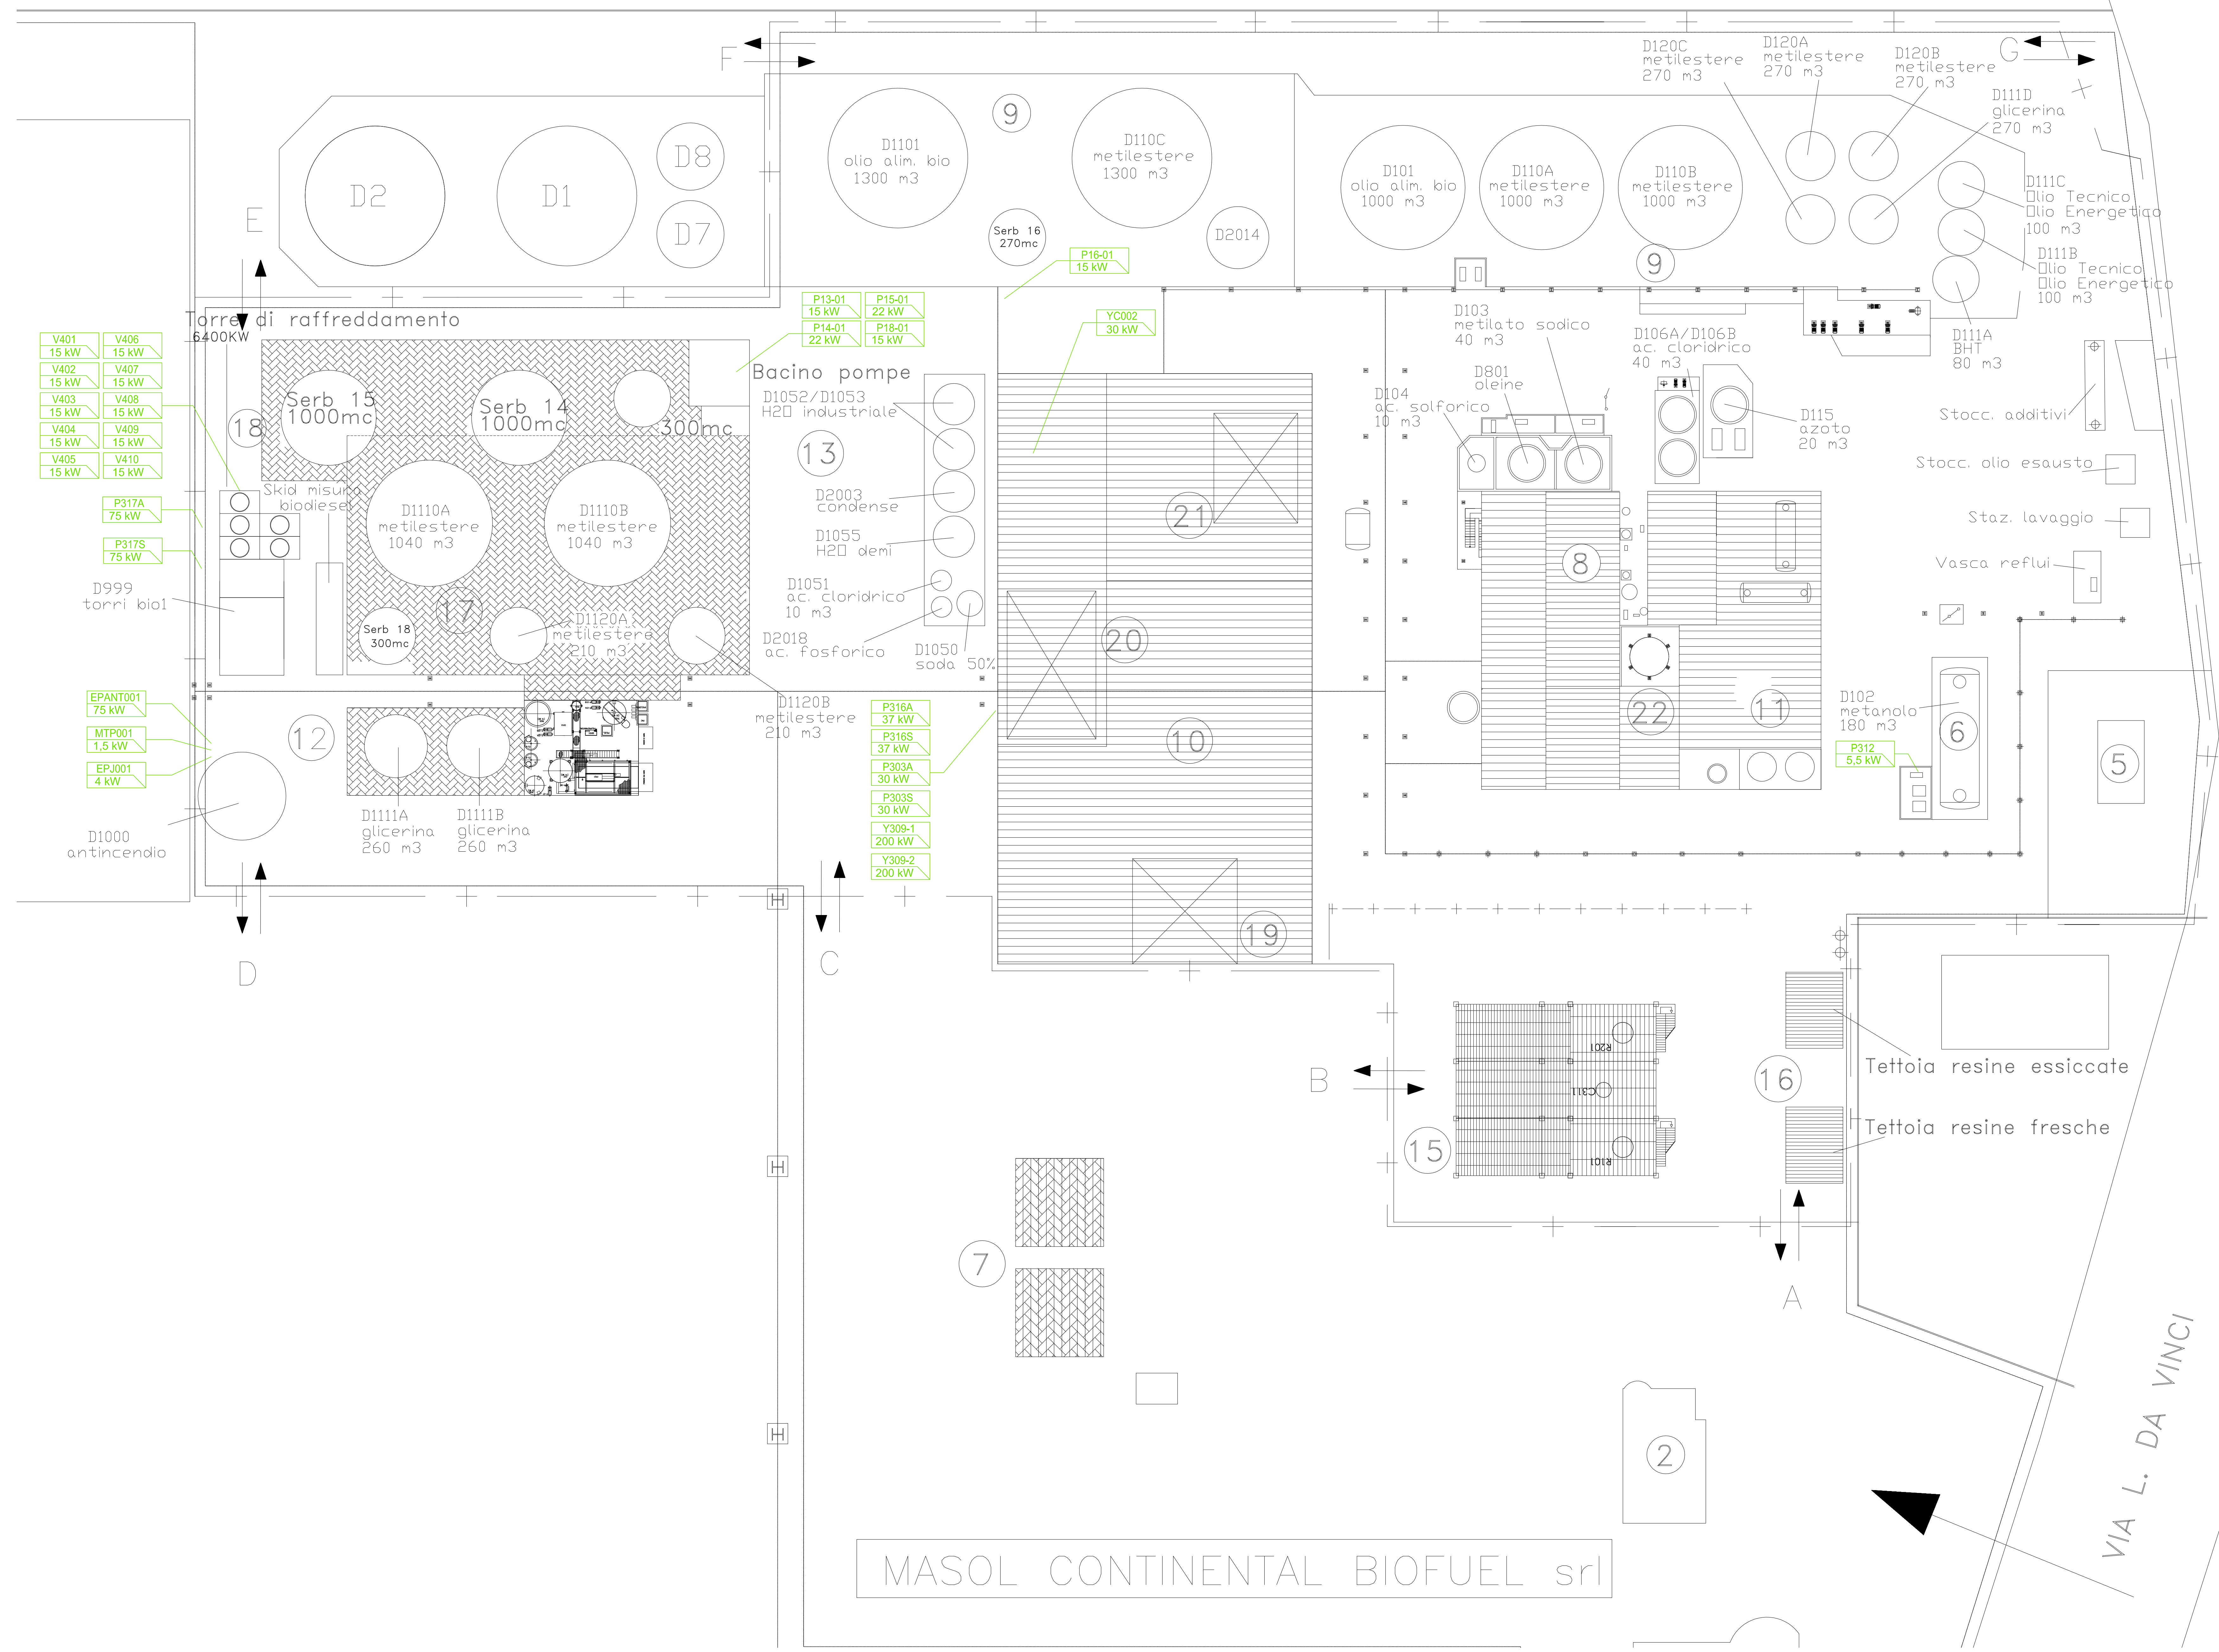 F
G
D120C
metilestere
270 m3
D120A
metilestere
270 m3
D120B
metilestere
270 m3
D111D
glicerina
270 m3
D2
D1
D8
D7
E
9
D1101
olio alim. bio
1300 m3
D110C
metilestere
1300 m3
Serb 16
270mc
D2014
D101
olio alim. bio
1000 m3
D110A
metilestere
1000 m3
D110B
metilestere
1000 m3
9
D111C
Olio Tecnico
Olio Energetico
100 m3
D111B
Olio Tecnico
Olio Energetico
100 m3
D111A
BHT
80 m3
P16-01
15 kW
P13-01
15 kW
P15-01
22 kW
P14-01
22 kW
P18-01
15 kW
YC002
30 kW
Torre di raffreddamento
6400KW
V401
15 kW
V406
15 kW
V402
15 kW
V407
15 kW
V403
15 kW
V408
15 kW
V404
15 kW
V409
15 kW
V405
15 kW
V410
15 kW
P317A
75 kW
P317S
75 kW
18
Serb 15
1000mc
Serb 14
1000mc
300mc
Skid misura
biodiesel
D1110A
metilestere
1040 m3
D1110B
metilestere
1040 m3
D999
torri bio1
17
Serb 18
300mc
D1120A
metilestere
210 m3
D1120B
metilestere
210 m3
Bacino pompe
D1052/D1053
H2O industriale
13
D2003
condense
D1055
H2O demi
D1051
ac. cloridrico
10 m3
D2018
ac. fosforico
D1050
soda 50%
D103
metilato sodico
40 m3
D801
oleine
D104
ac. solforico
10 m3
D106A/D106B
ac. cloridrico
40 m3
D115
azoto
20 m3
Stocc. additivi
Stocc. olio esausto
Staz. lavaggio
Vasca reflui
21
20
10
19
8
22
11
D102
metanolo
180 m3
P312
5,5 kW
6
5
EPANT001
75 kW
MTP001
1,5 kW
EPJ001
4 kW
12
D1000
antincendio
D1111A
glicerina
260 m3
D1111B
glicerina
260 m3
P316A
37 kW
P316S
37 kW
P303A
30 kW
P303S
30 kW
Y309-1
200 kW
Y309-2
200 kW
D
C
H
H
H
B
R201
C311
R101
15
16
Tettoia resine essiccate
Tettoia resine fresche
A
7
2
VIA L. DA VINCI
MASOL CONTINENTAL BIOFUEL srl